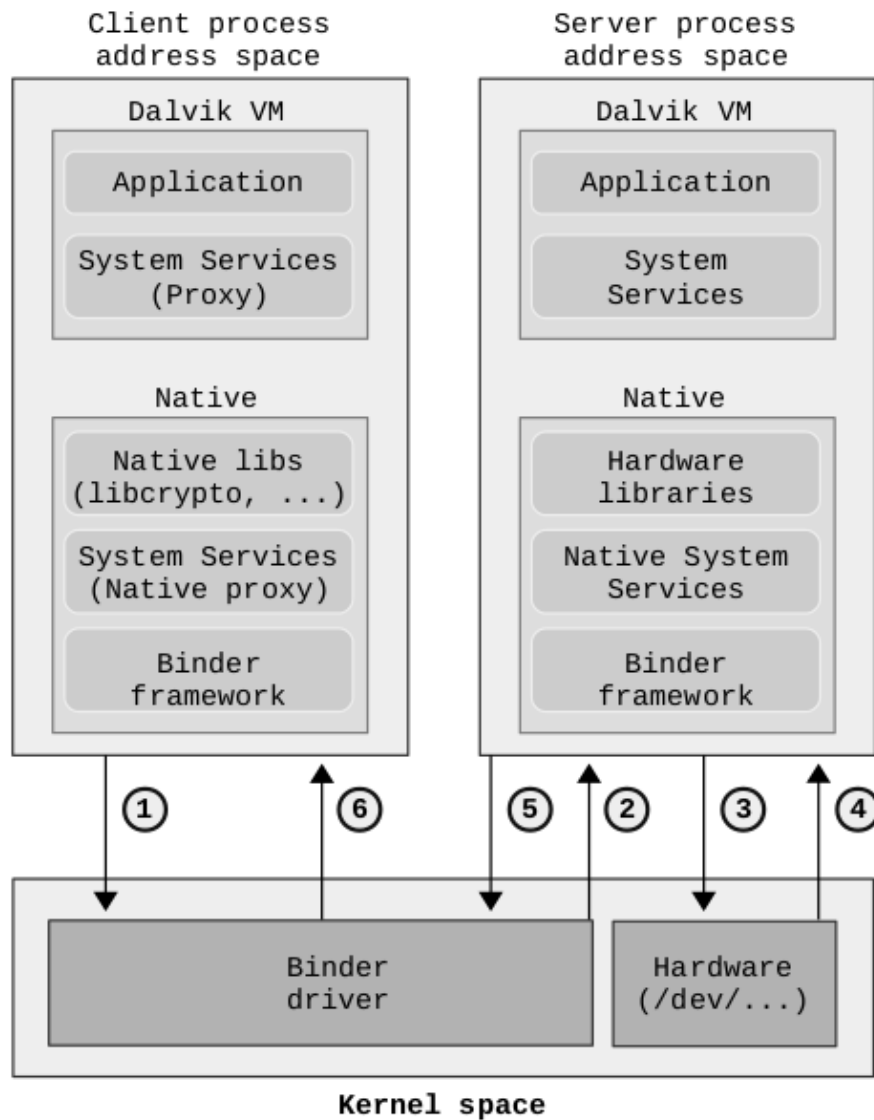 Client process
address space
Dalvik VM
Application
System Services
(Proxy)
Native
Native libs
(libcrypto, ...)
System Services
(Native proxy)
Binder
framework
Server process
address space
Dalvik VM
Application
System
Services
Native
Hardware
libraries
Native System
Services
Binder
framework
1
6
5
2
3
4
Binder
driver
Hardware
(/dev/...)
Kernel space